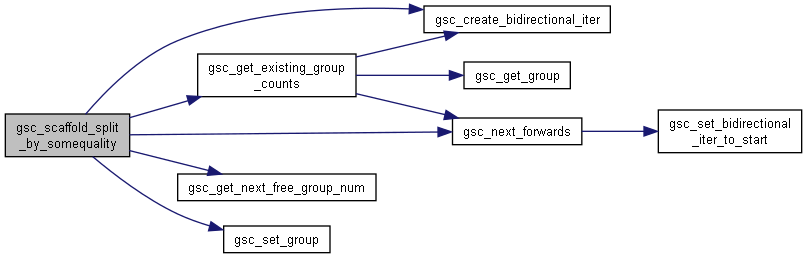 gsc_create_bidirectional_iter
gsc_get_existing_group
_counts
gsc_get_group
gsc_scaffold_split
_by_somequality
gsc_next_forwards
gsc_set_bidirectional
_iter_to_start
gsc_get_next_free_group_num
gsc_set_group